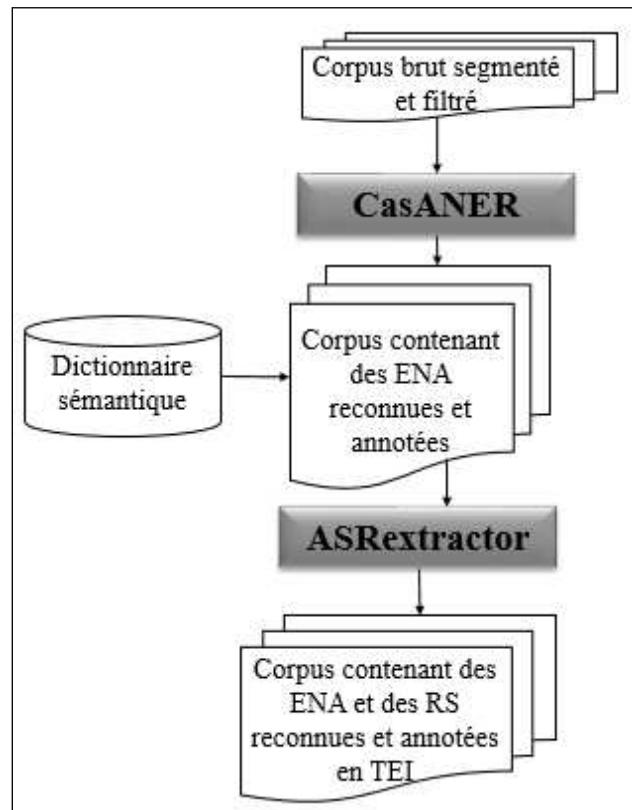 Corpus brut segmenté
et filtré
CasANER
Dictionnaire
sémantique
Corpus contenant
des ENA
reconnues et
annotées
ASRextractor
Corpus contenant des
ENA et des RS
reconnues et annotées
en TEI